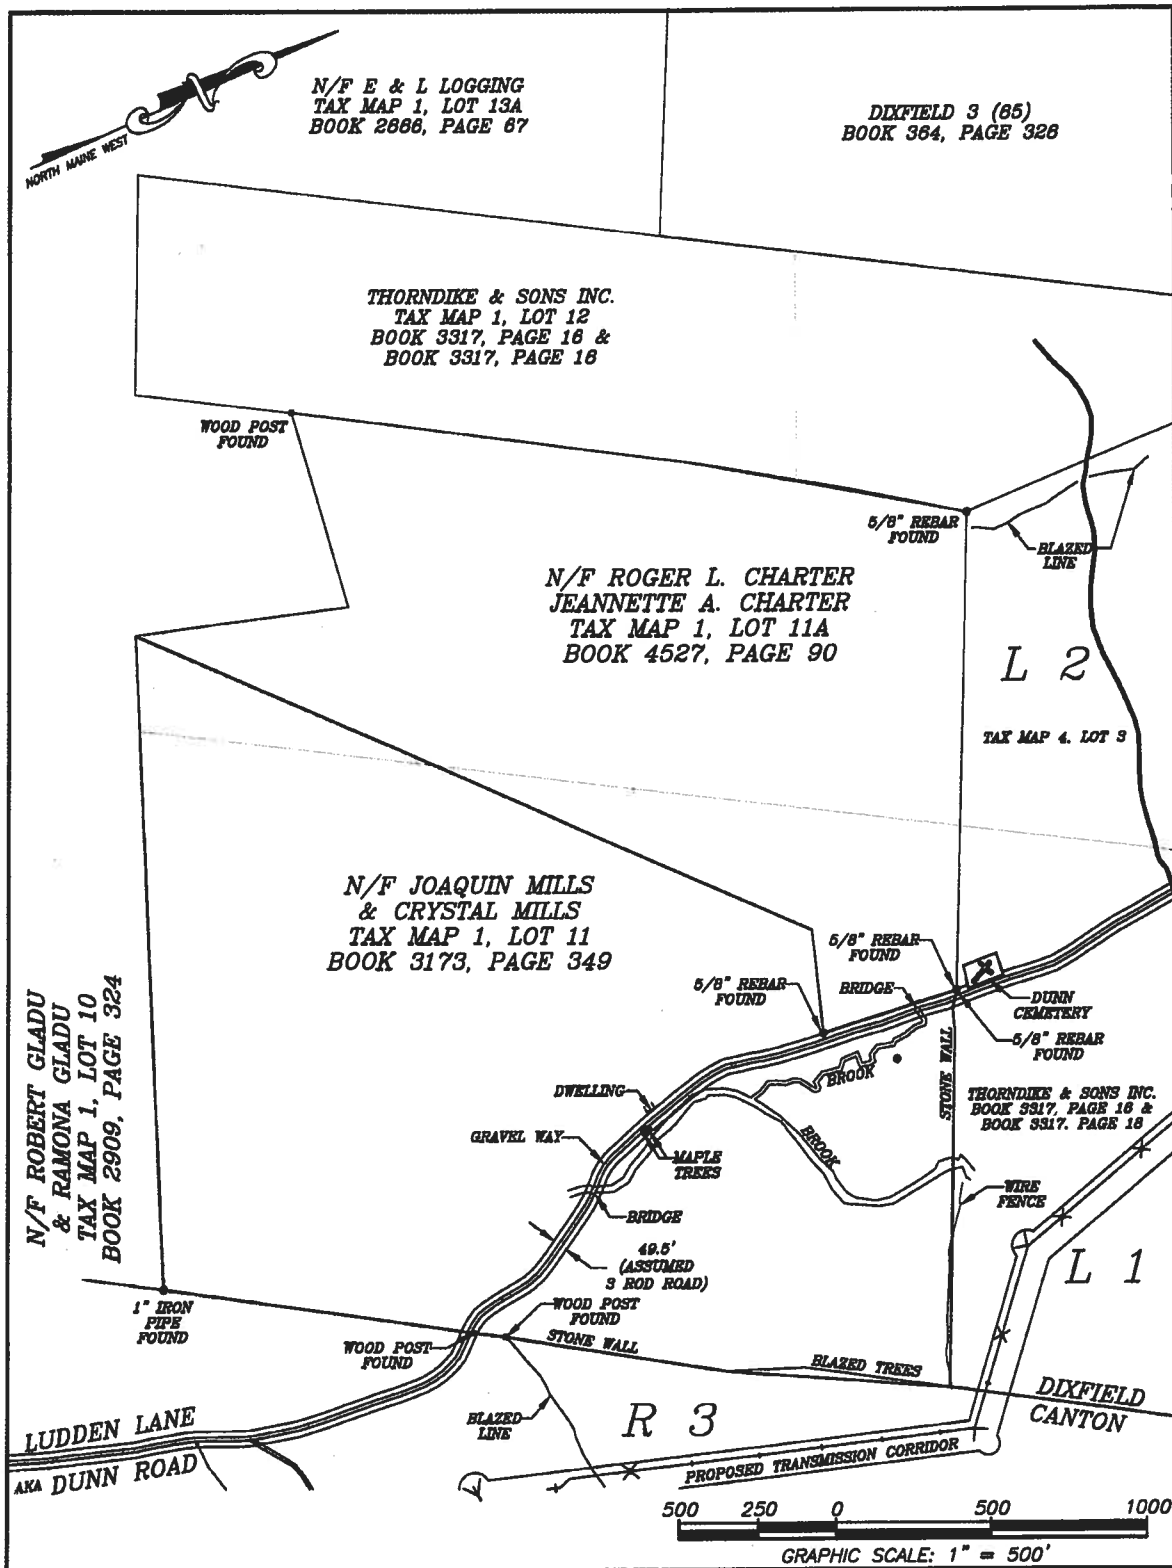 N/F E & L LOGGING
TAX MAP 1, LOT 13A
BOOK 2666, PAGE 67
DIXFIELD 3 (65)
BOOK 364, PAGE 326
NORTH MAINE WEST
THORNDIKE & SONS INC.
TAX MAP 1, LOT 12
BOOK 3317, PAGE 16 &
BOOK 3317, PAGE 18
WOOD POST
FOUND
5/8" REBAR
FOUND
BLAZED
LINE
N/F ROGER L. CHARTER
JEANNETTE A. CHARTER
TAX MAP 1, LOT 11A
BOOK 4527, PAGE 90
L 2
TAX MAP 4, LOT 3
N/F JOAQUIN MILLS
& CRYSTAL MILLS
TAX MAP 1, LOT 11
BOOK 3173, PAGE 349
5/8" REBAR
FOUND
5/8" REBAR
FOUND
BRIDGE
DUNN
CEMETERY
5/8" REBAR
FOUND
N/F ROBERT GLADU
& RAMONA GLADU
TAX MAP 1, LOT 10
BOOK 2909, PAGE 324
STONE WALL
BROOK
DWELLING
THORNDIKE & SONS INC.
BOOK 3317, PAGE 16 &
BOOK 3317, PAGE 18
GRAVEL WAY
MAPLE
TREES
BROOK
WIRE
FENCE
BRIDGE
49.5'
(ASSUMED
3 ROD ROAD)
L 1
1" IRON
PIPE
FOUND
WOOD POST
FOUND
WOOD POST
FOUND
STONE WALL
BLAZED TREES
DIXFIELD
CANTON
BLAZED
LINE
R 3
LUDDEN LANE
AKA DUNN ROAD
PROPOSED TRANSMISSION CORRIDOR
500 250 0 500 1000
GRAPHIC SCALE: 1" = 500'